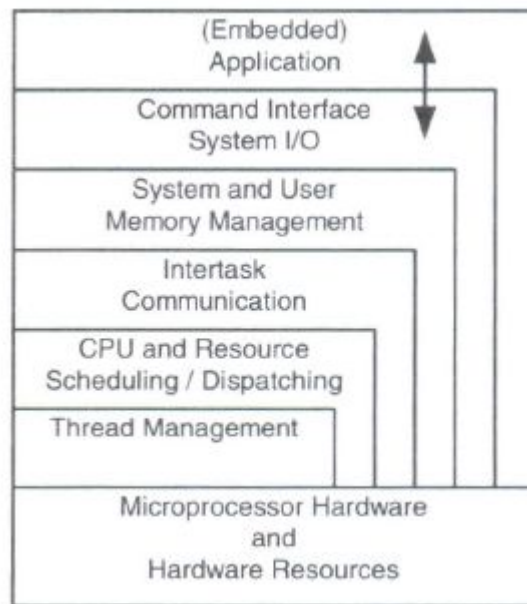 (Embedded)
Application
Command Interface
System I/O
System and User
Memory Management
Intertask
Communication
CPU and Resource
Scheduling / Dispatching
Thread Management
Microprocessor Hardware
and
Hardware Resources